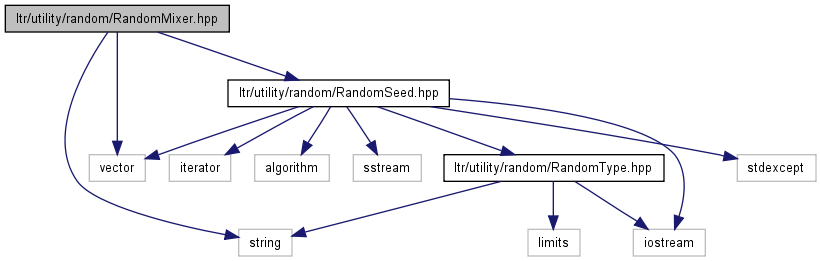 ltr/utility/random/RandomMixer.hpp
ltr/utility/random/RandomSeed.hpp
vector
iterator
algorithm
sstream
ltr/utility/random/RandomType.hpp
stdexcept
string
limits
iostream